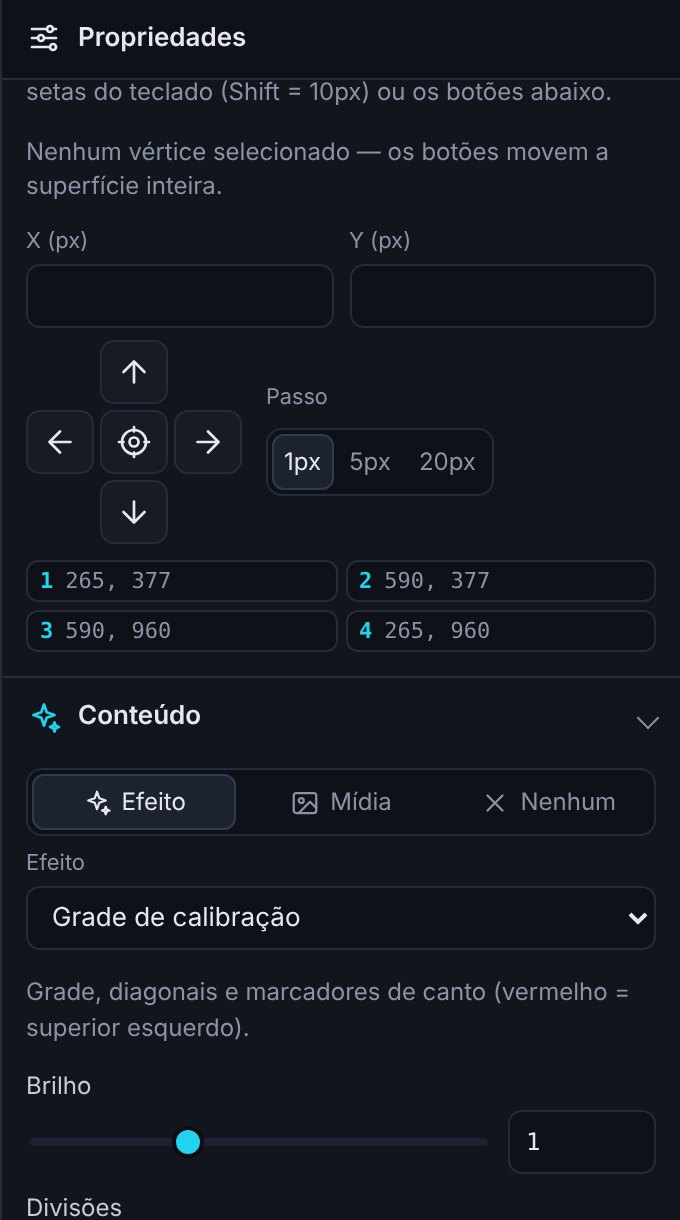 Propriedades
setas do teclado (Shift = 10px) ou os botões abaixo.
Nenhum vértice selecionado — os botões movem a
superfície inteira.
X (px)
Y (px)
Passo
1px 5px 20px
1 265, 377
2 590, 377
3 590, 960
4 265, 960
Conteúdo
Efeito
Mídia
Nenhum
Efeito
Grade de calibração
Grade, diagonais e marcadores de canto (vermelho =
superior esquerdo).
Brilho
1
Divisões